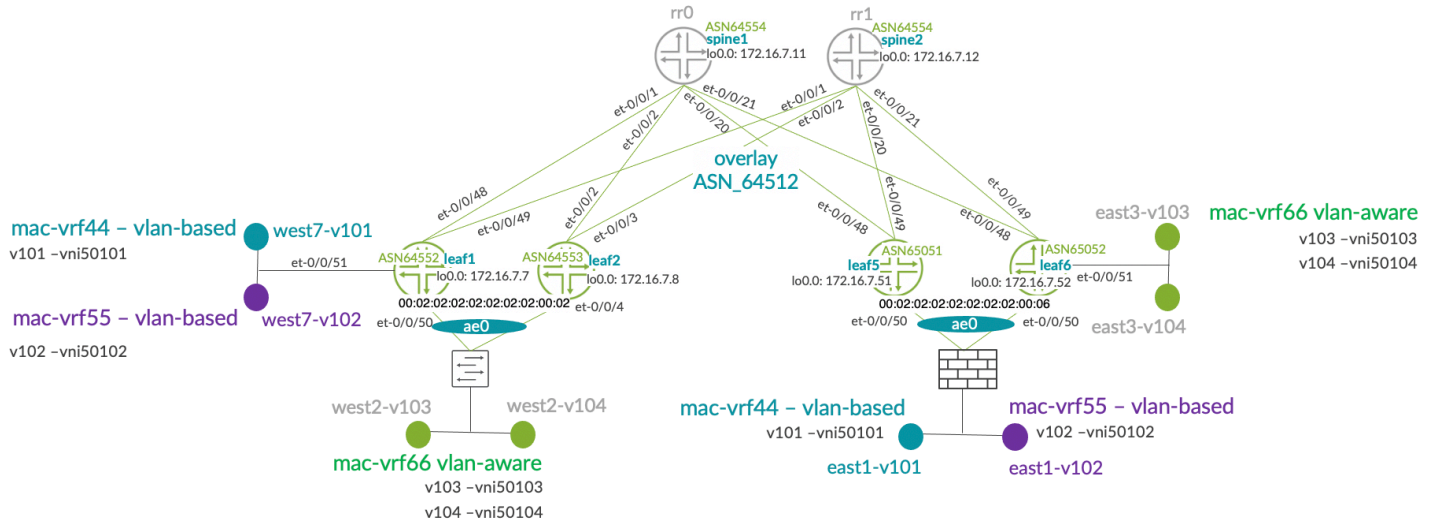 rr0
rr1
ASN64554
spine1
lo0.0: 172.16.7.11
ASN64554
spine2
lo0.0: 172.16.7.12
et-0/0/1
et-0/0/2
et-0/0/20
et-0/0/21
et-0/0/1
et-0/0/2
et-0/0/20
et-0/0/21
overlay
ASN_64512
et-0/0/48
et-0/0/49
et-0/0/2
et-0/0/3
et-0/0/48
et-0/0/49
et-0/0/48
et-0/0/49
mac-vrf44 – vlan-based
v101 –vni50101
west7-v101
et-0/0/51
mac-vrf55 – vlan-based
west7-v102
v102 –vni50102
ASN64552
leaf1
lo0.0: 172.16.7.7
ASN64553
leaf2
lo0.0: 172.16.7.8
00:02:02:02:02:02:02:02:00:02
et-0/0/50
ae0
et-0/0/4
ASN65051
leaf5
lo0.0: 172.16.7.51
ASN65052
leaf6
lo0.0: 172.16.7.52
00:02:02:02:02:02:02:02:00:06
et-0/0/50
ae0
et-0/0/50
et-0/0/51
east3-v103
mac-vrf66 vlan-aware
v103 –vni50103
v104 –vni50104
east3-v104
west2-v103
west2-v104
mac-vrf66 vlan-aware
v103 –vni50103
v104 –vni50104
mac-vrf44 – vlan-based
v101 –vni50101
east1-v101
mac-vrf55 – vlan-based
v102 –vni50102
east1-v102